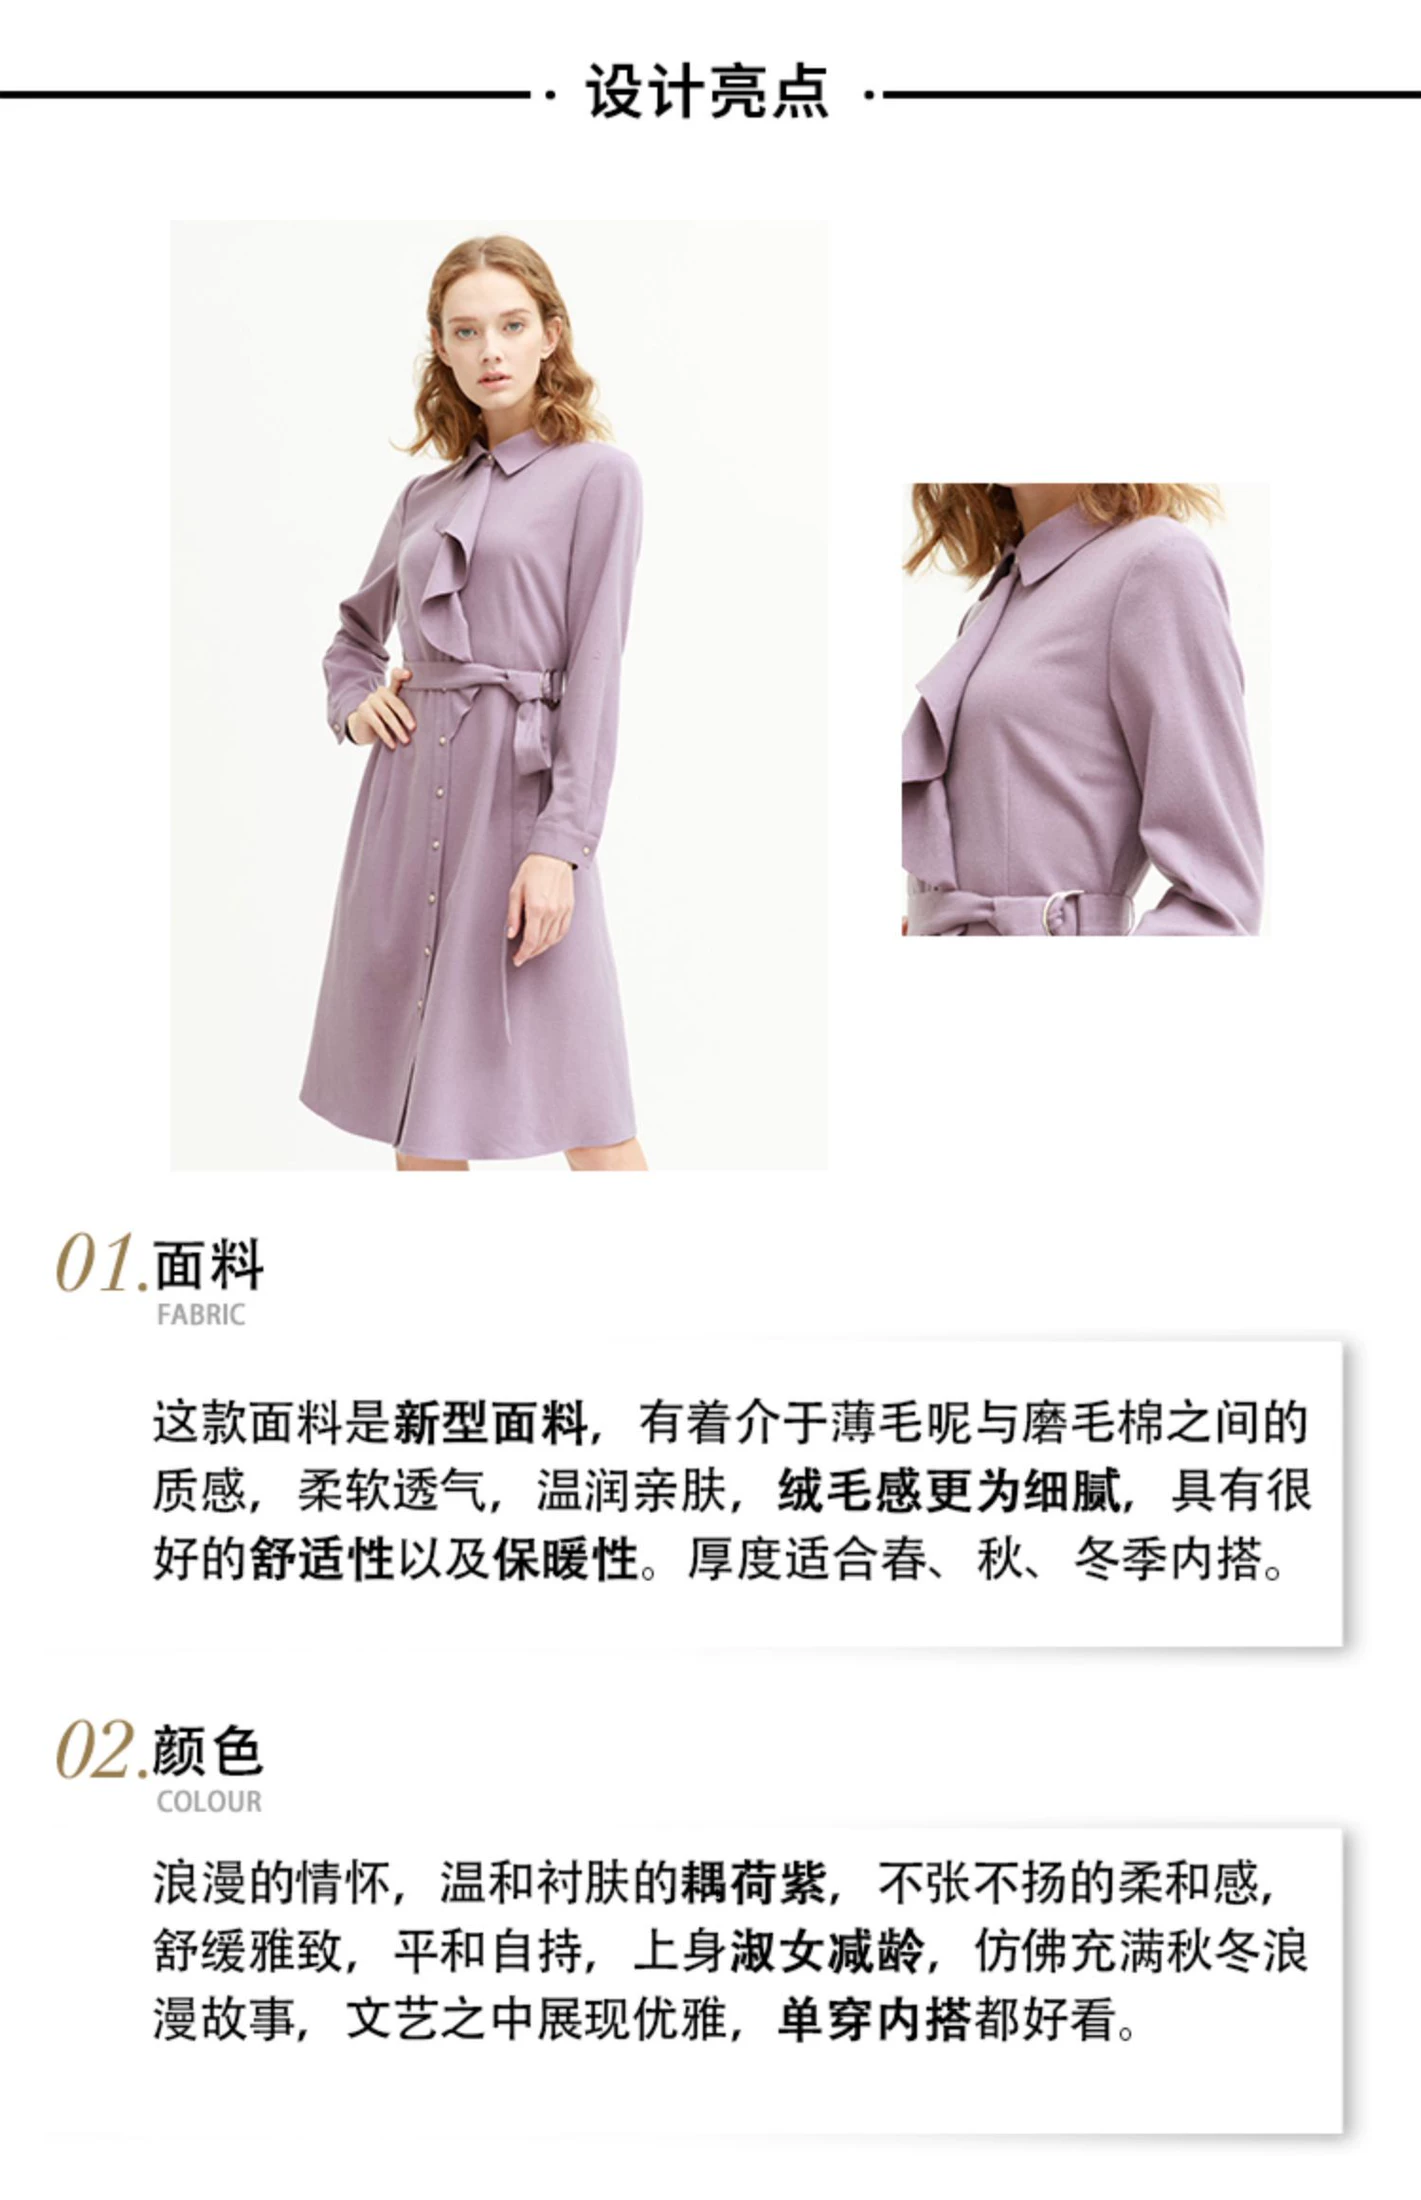 · 设计亮点 ·
01.面料
FABRIC
这款面料是新型面料，有着介于薄毛呢与磨毛棉之间的
质感，柔软透气，温润亲肤，绒毛感更为细腻，具有很
好的舒适性以及保暖性。厚度适合春、秋、冬季内搭。
02.颜色
COLOUR
浪漫的情怀，温和衬肤的耦荷紫，不张不扬的柔和感，
舒缓雅致，平和自持，上身淑女减龄，仿佛充满秋冬浪
漫故事，文艺之中展现优雅，单穿内搭都好看。